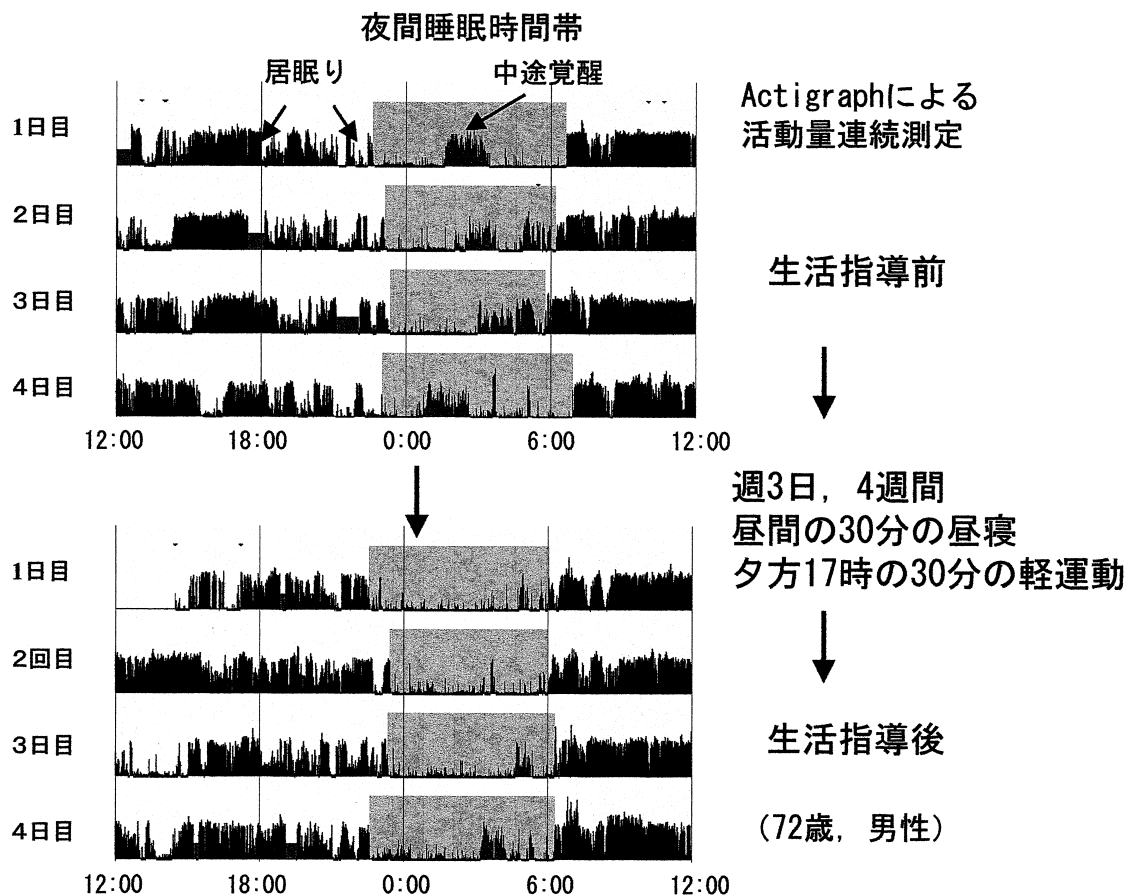 夜間睡眠時間帯
居眠り
中途覚醒
Actigraphによる
活動量連続測定
1日目
2日目
3日目
4日目
生活指導前
12:00 18:00 0:00 6:00 12:00
週3日, 4週間
昼間の30分の昼寝
夕方17時の30分の軽運動
1日目
2回目
3日目
4日目
生活指導後
(72歳, 男性)
12:00 18:00 0:00 6:00 12:00